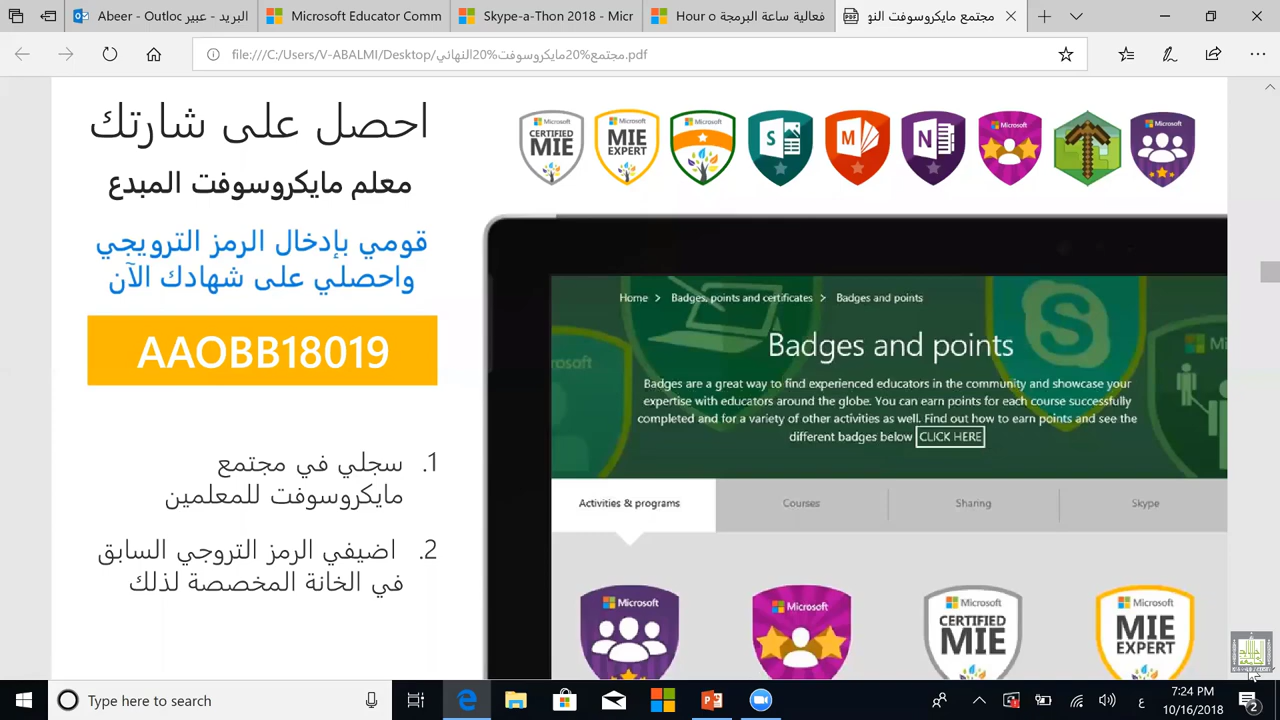 Abeer - Outloc البريد - عبير
Microsoft Educator Comm
Skype-a-Thon 2018 - Micr
Hour o فعالية ساعة البرمجة
مجتمع مايكروسوفت النها
file:///C:/Users/V-ABALMI/Desktop/مجتمع%20مايكروسوفت%20النهائي.pdf
احصل على شارتك
معلم مايكروسوفت المبدع
قومي بإدخال الرمز الترويجي
واحصلي على شهادك الآن
AAOBB18019
1. سجلي في مجتمع
مايكروسوفت للمعلمين
2. اضيفي الرمز التروجي السابق
في الخانة المخصصة لذلك
Microsoft CERTIFIED MIE
Microsoft MIE EXPERT
Microsoft
Microsoft
Microsoft
Home > Badges, points and certificates > Badges and points
Badges and points
Badges are a great way to find experienced educators in the community and showcase your
expertise with educators around the globe. You can earn points for each course successfully
completed and for a variety of other activities as well. Find out how to earn points and see the
different badges below CLICK HERE
Activities & programs
Courses
Sharing
Skype
Microsoft
Microsoft
Microsoft CERTIFIED MIE
Microsoft MIE EXPERT
Type here to search
ع
7:24 PM
10/16/2018
2